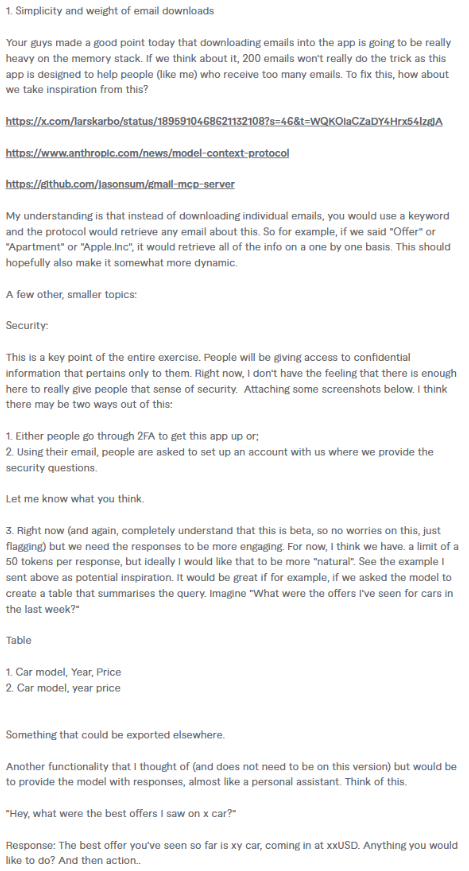 1. Simplicity and weight of email downloads
Your guys made a good point today that downloading emails into the app is going to be really
heavy on the memory stack. If we think about it, 200 emails won't really do the trick as this
app is designed to help people (like me) who receive too many emails. To fix this, how about
we take inspiration from this?
https://x.com/larskarbo/status/1895910468621132108?s=46&t=WQKOlaCZaDY4Hrx54lzgJA
https://www.anthropic.com/news/model-context-protocol
https://github.com/jasonsum/gmail-mcp-server
My understanding is that instead of downloading individual emails, you would use a keyword
and the protocol would retrieve any email about this. So for example, if we said "Offer" or
"Apartment" or "Apple.Inc", it would retrieve all of the info on a one by one basis. This should
hopefully also make it somewhat more dynamic.
A few other, smaller topics:
Security:
This is a key point of the entire exercise. People will be giving access to confidential
information that pertains only to them. Right now, I don't have the feeling that there is enough
here to really give people that sense of security.  Attaching some screenshots below. I think
there may be two ways out of this:
1. Either people go through 2FA to get this app up or;
2. Using their email, people are asked to set up an account with us where we provide the
security questions.
Let me know what you think.
3. Right now (and again, completely understand that this is beta, so no worries on this, just
flagging) but we need the responses to be more engaging. For now, I think we have. a limit of a
50 tokens per response, but ideally I would like that to be more "natural". See the example I
sent above as potential inspiration. It would be great if for example, if we asked the model to
create a table that summarises the query. Imagine "What were the offers I've seen for cars in
the last week?"
Table
1. Car model, Year, Price
2. Car model, year price
Something that could be exported elsewhere.
Another functionality that I thought of (and does not need to be on this version) but would be
to provide the model with responses, almost like a personal assistant. Think of this.
"Hey, what were the best offers I saw on x car?"
Response: The best offer you've seen so far is xy car, coming in at xxUSD. Anything you would
like to do? And then action..